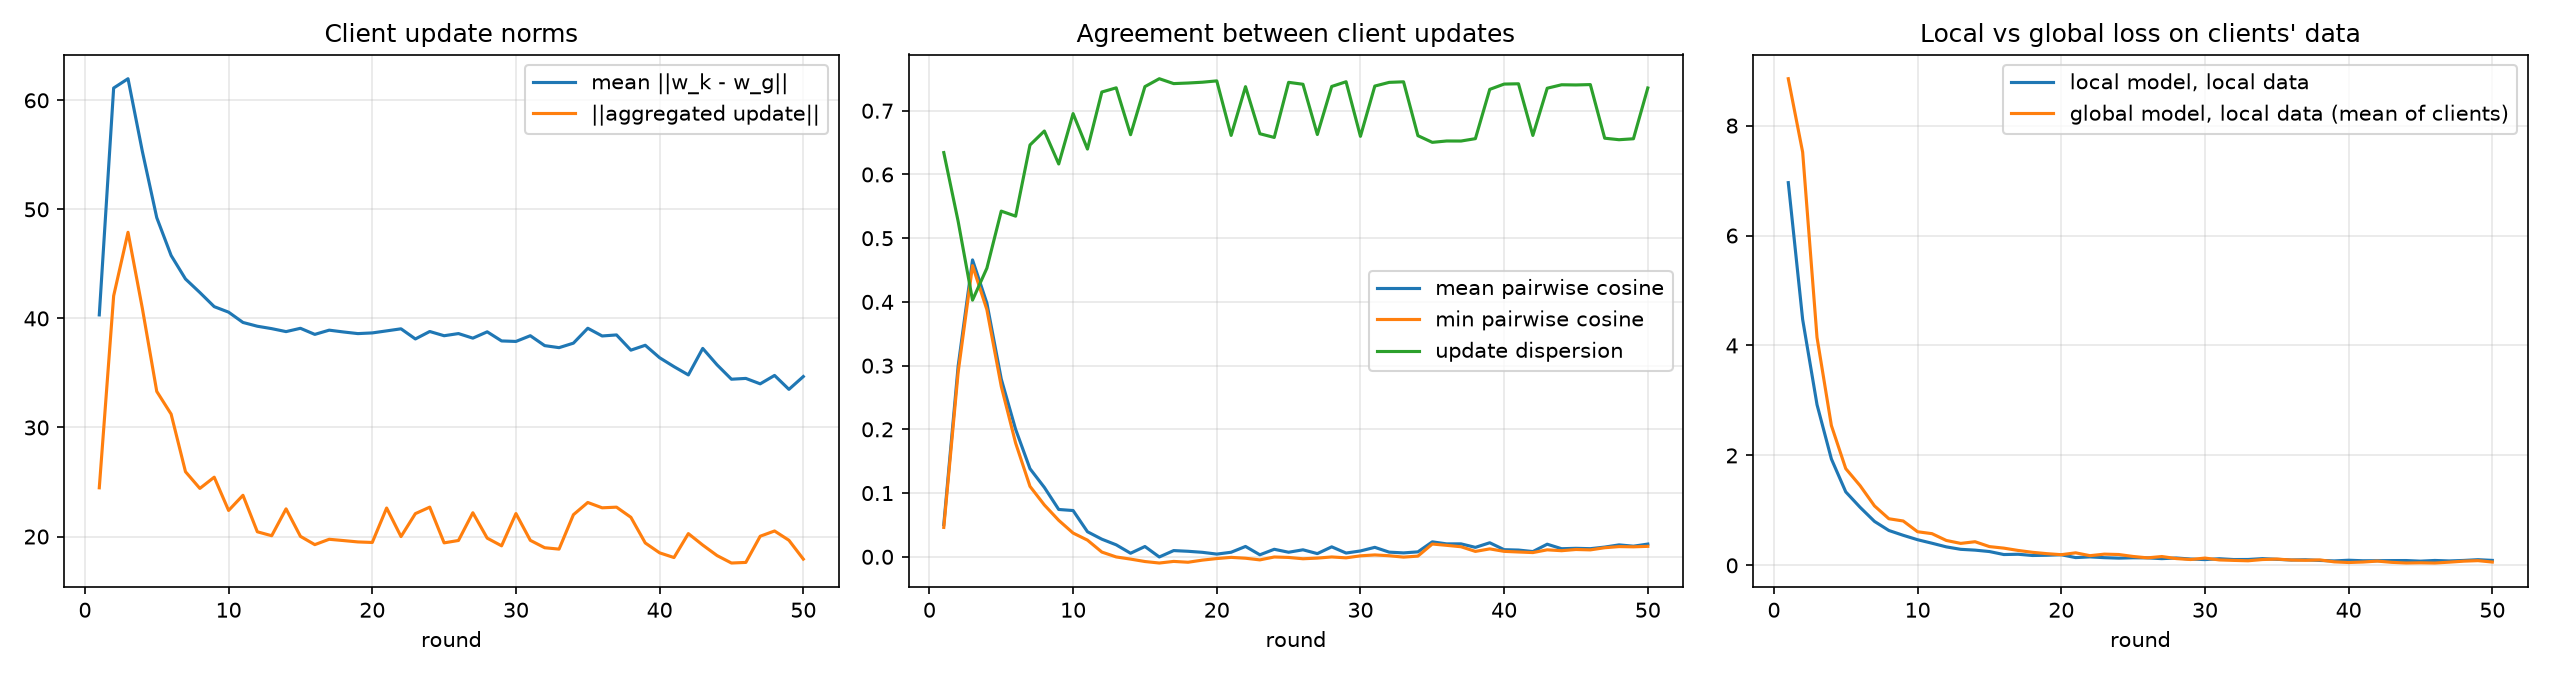 Client update norms
mean ||w_k - w_g||
||aggregated update||
60
50
40
30
20
0
10
20
30
40
50
round
Agreement between client updates
mean pairwise cosine
min pairwise cosine
update dispersion
0.7
0.6
0.5
0.4
0.3
0.2
0.1
0.0
0
10
20
30
40
50
round
Local vs global loss on clients' data
local model, local data
global model, local data (mean of clients)
8
6
4
2
0
0
10
20
30
40
50
round